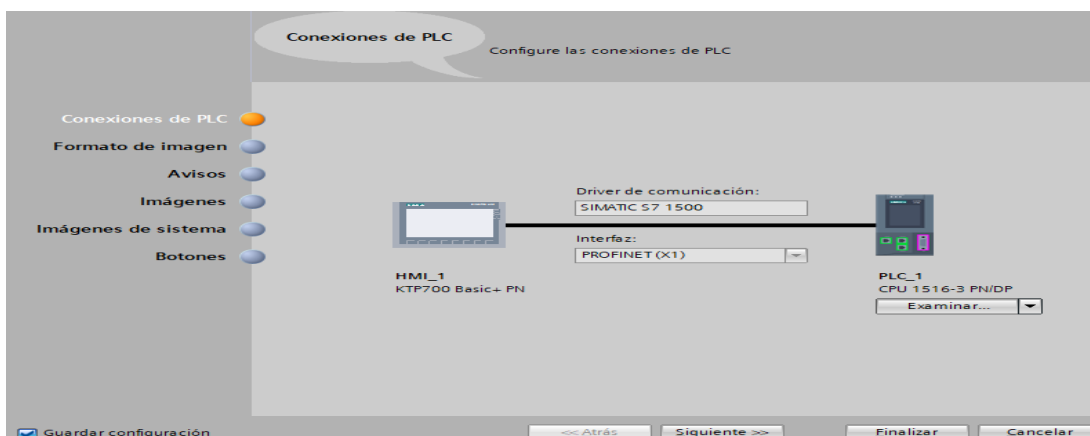 Conexiones de PLC
Configure las conexiones de PLC
Conexiones de PLC
Formato de imagen
Avisos
Imágenes
Imágenes de sistema
Botones
Driver de comunicación:
SIMATIC S7 1500
Interfaz:
PROFINET (X1)
HMI_1
KTP700 Basic+ PN
PLC_1
CPU 1516-3 PN/DP
Examinar...
Guardar configuración
<< Atrás
Siguiente >>
Finalizar
Cancelar